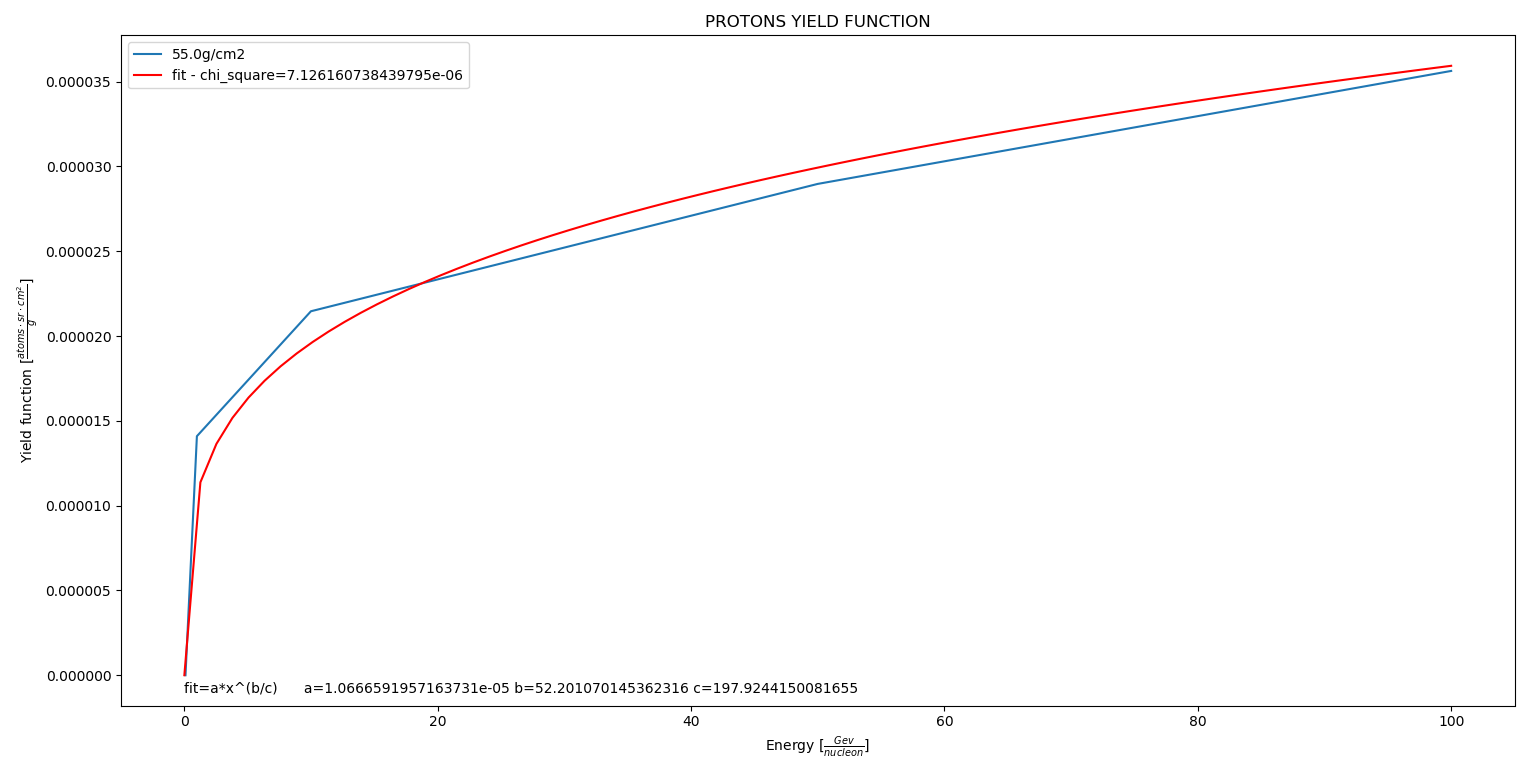 PROTONS YIELD FUNCTION
55.0g/cm2
fit - chi_square=7.126160738439795e-06
0.000035
0.000030
0.000025
0.000020
0.000015
0.000010
0.000005
0.000000
Yield function [atoms·sr·cm²/g]
fit=a*x^(b/c) a=1.0666591957163731e-05 b=52.201070145362316 c=197.9244150081655
0 20 40 60 80 100
Energy [Gev/nucleon]